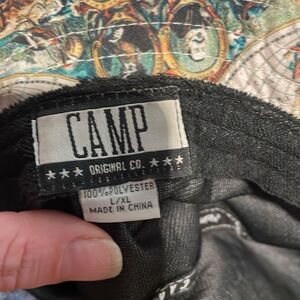 CAMP
★★★ ORIGINAL CO. ★★★
100% POLYESTER
L/XL
MADE IN CHINA